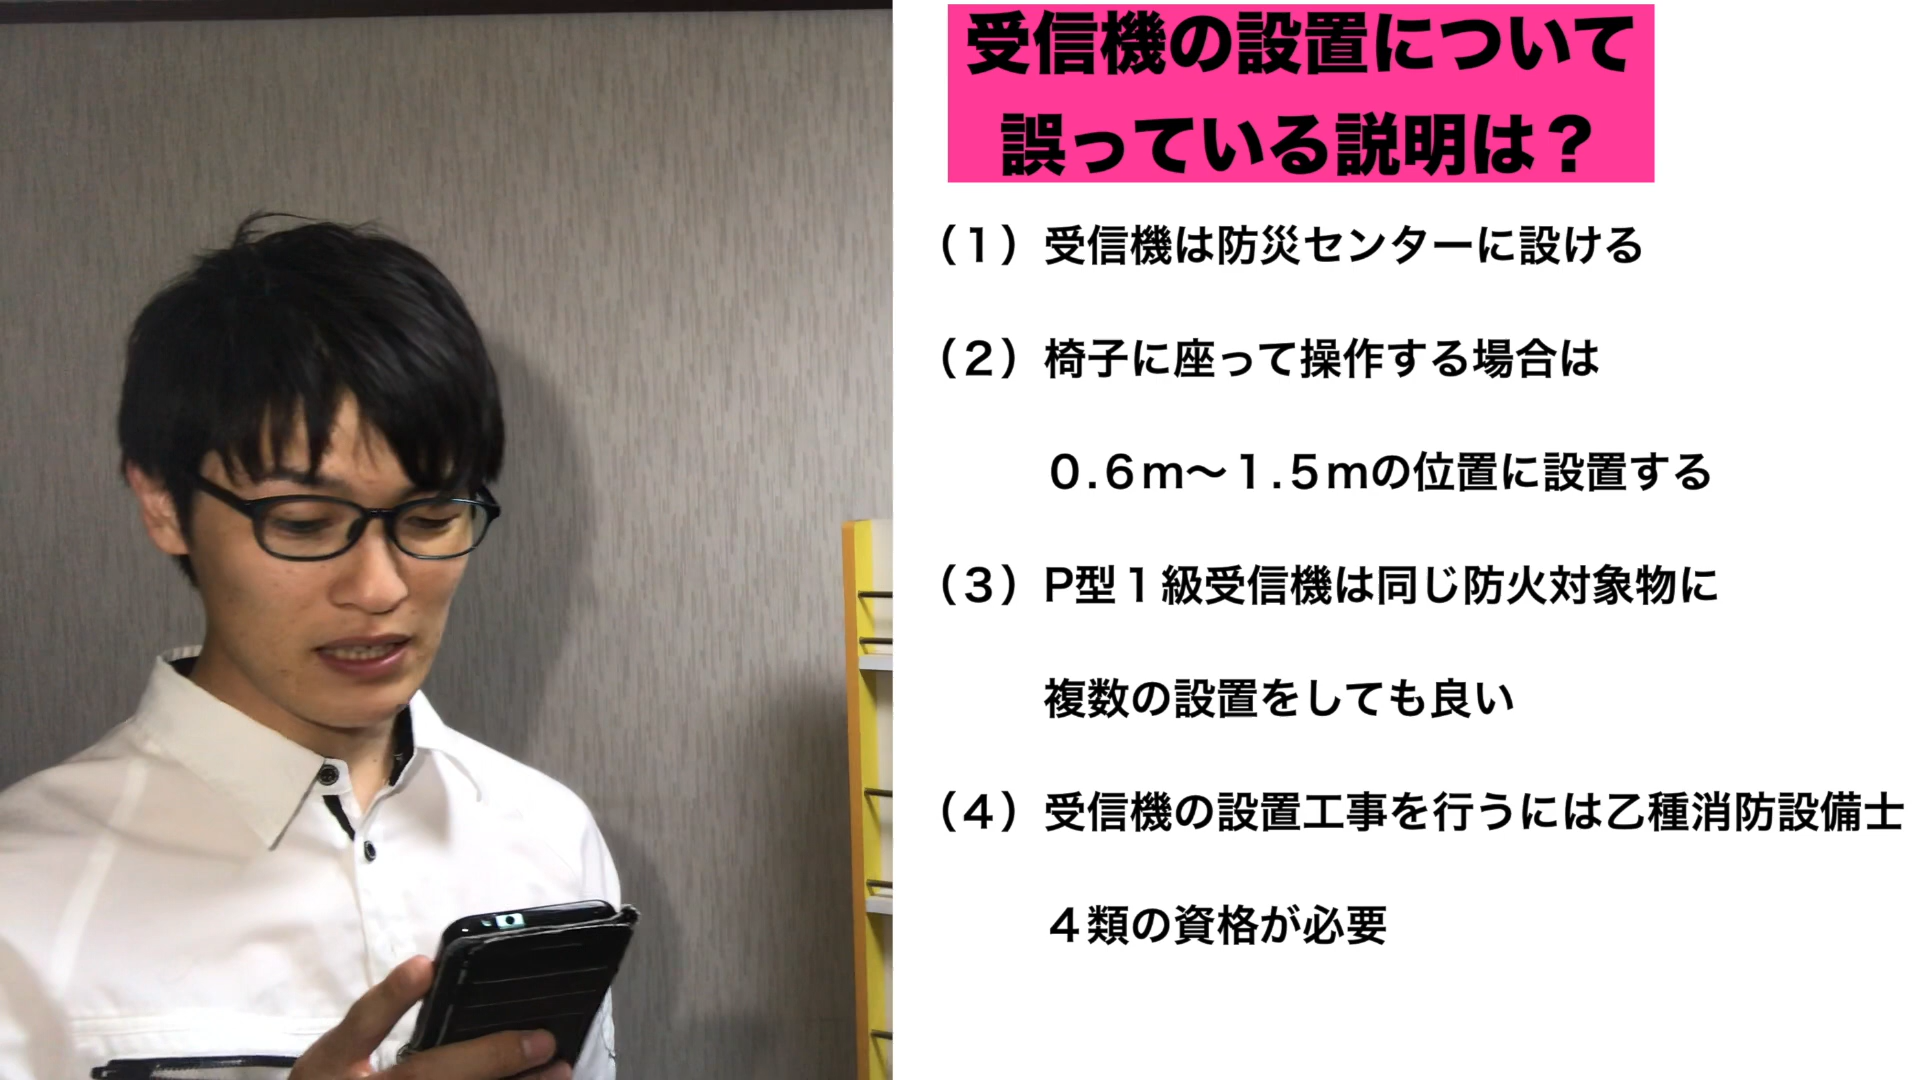 受信機の設置について
誤っている説明は？
（１）受信機は防災センターに設ける
（２）椅子に座って操作する場合は
０.６ｍ〜１.５ｍの位置に設置する
（３）P型１級受信機は同じ防火対象物に
複数の設置をしても良い
（４）受信機の設置工事を行うには乙種消防設備士
４類の資格が必要